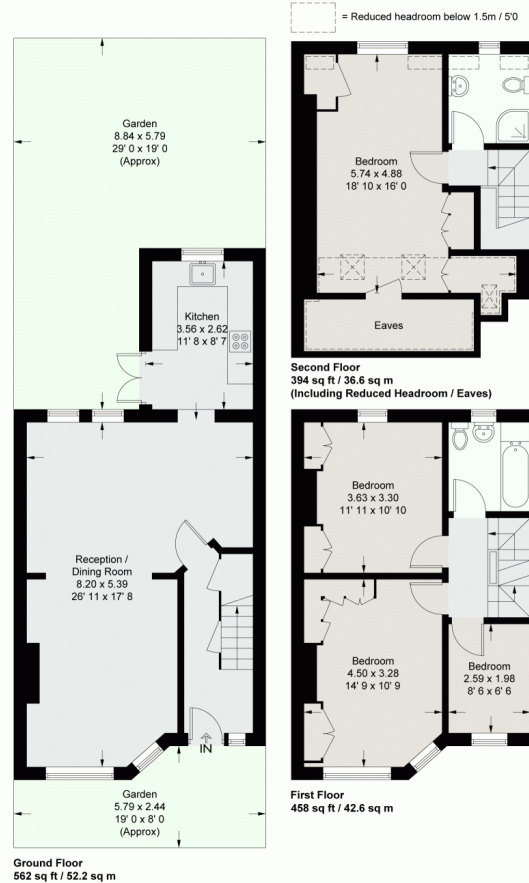 = Reduced headroom below 1.5m / 5'0
Garden
8.84 x 5.79
29' 0 x 19' 0
(Approx)
Kitchen
3.56 x 2.62
11' 8 x 8' 7
Reception /
Dining Room
8.20 x 5.39
26' 11 x 17' 8
IN
Garden
5.79 x 2.44
19' 0 x 8' 0
(Approx)
Ground Floor
562 sq ft / 52.2 sq m
Bedroom
5.74 x 4.88
18' 10 x 16' 0
Eaves
Second Floor
394 sq ft / 36.6 sq m
(Including Reduced Headroom / Eaves)
Bedroom
3.63 x 3.30
11' 11 x 10' 10
Bedroom
4.50 x 3.28
14' 9 x 10' 9
Bedroom
2.59 x 1.98
8' 6 x 6' 6
First Floor
458 sq ft / 42.6 sq m